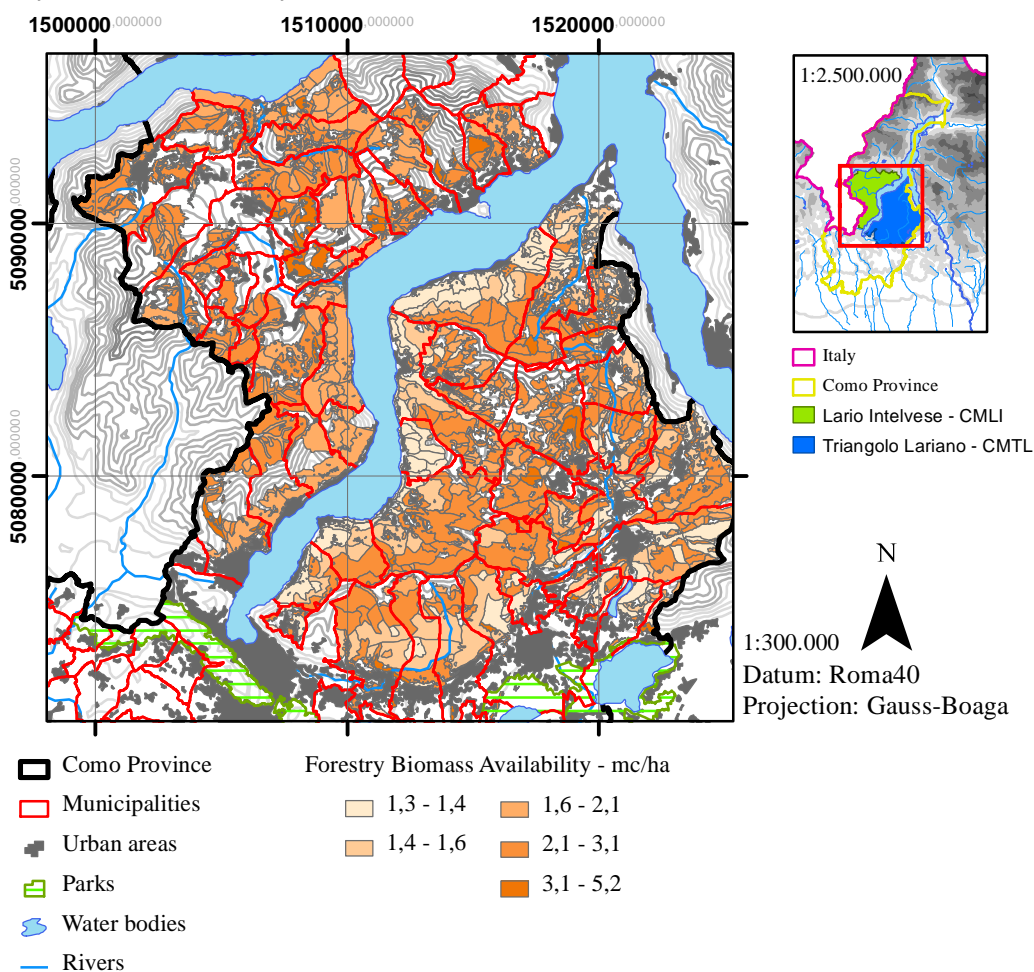 1500000,000000 1510000,000000 1520000,000000
5090000,000000
5080000,000000
1:2.500.000
Italy
Como Province
Lario Intelvese - CMLI
Triangolo Lariano - CMTL
N
1:300.000
Datum: Roma40
Projection: Gauss-Boaga
Como Province
Municipalities
Urban areas
Parks
Water bodies
Rivers
Forestry Biomass Availability - mc/ha
1,3 - 1,4 1,6 - 2,1
1,4 - 1,6 2,1 - 3,1
3,1 - 5,2